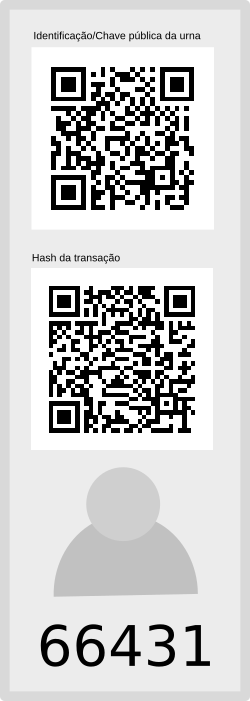 Identificação/Chave pública da urna
Hash da transação
66431